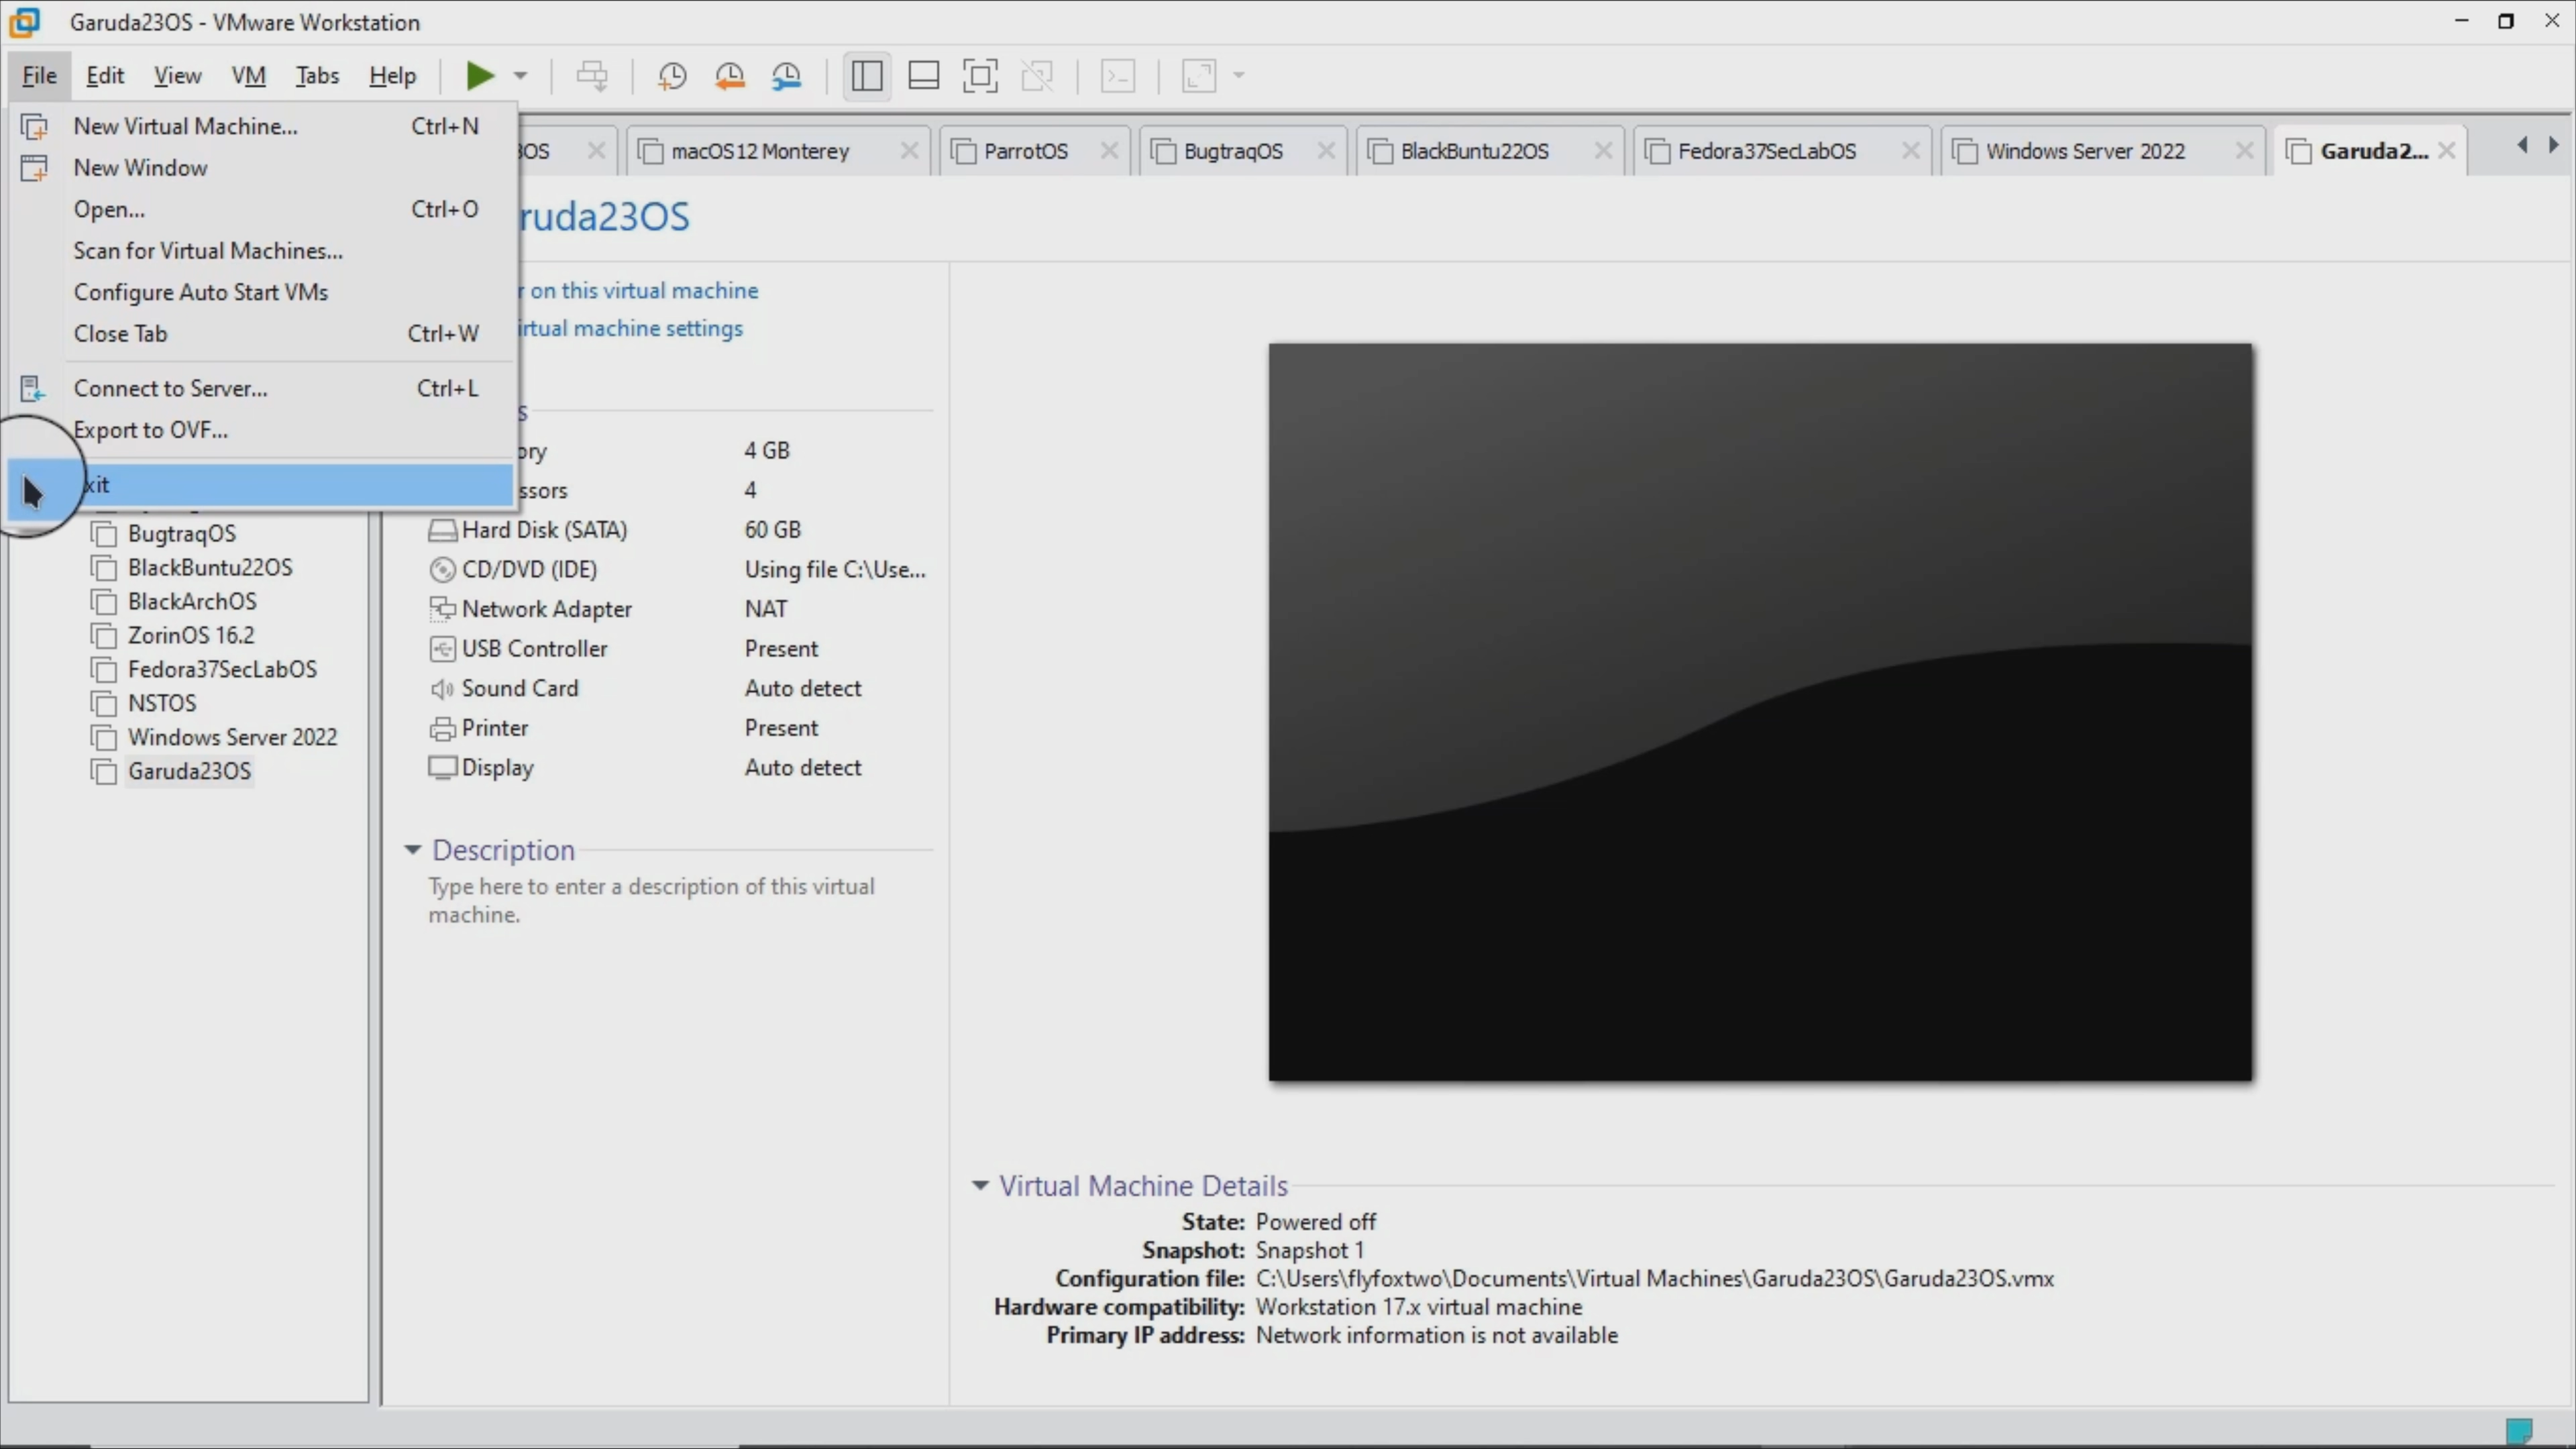 Garuda23OS - VMware Workstation
File Edit View VM Tabs Help
New Virtual Machine... Ctrl+N
New Window
Open... Ctrl+O
Scan for Virtual Machines...
Configure Auto Start VMs
Close Tab Ctrl+W
Connect to Server... Ctrl+L
Export to OVF...
xit
macOS12 Monterey
ParrotOS
BugtraqOS
BlackBuntu22OS
Fedora37SecLabOS
Windows Server 2022
Garuda2...
ruda23OS
r on this virtual machine
irtual machine settings
BugtraqOS
BlackBuntu22OS
BlackArchOS
ZorinOS 16.2
Fedora37SecLabOS
NSTOS
Windows Server 2022
Garuda23OS
ory 4 GB
ssors 4
Hard Disk (SATA) 60 GB
CD/DVD (IDE) Using file C:\Use...
Network Adapter NAT
USB Controller Present
Sound Card Auto detect
Printer Present
Display Auto detect
Description
Type here to enter a description of this virtual
machine.
Virtual Machine Details
State: Powered off
Snapshot: Snapshot 1
Configuration file: C:\Users\flyfoxtwo\Documents\Virtual Machines\Garuda23OS\Garuda23OS.vmx
Hardware compatibility: Workstation 17.x virtual machine
Primary IP address: Network information is not available